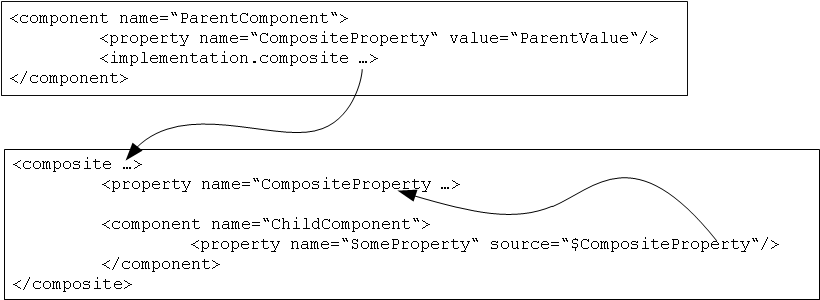 <component name=“ParentComponent“>
<property name=“CompositeProperty“ value=“ParentValue“/>
<implementation.composite …>
</component>
<composite …>
<property name=“CompositeProperty …>
<component name=“ChildComponent“>
<property name=“SomeProperty“ source=“$CompositeProperty“/>
</component>
</composite>